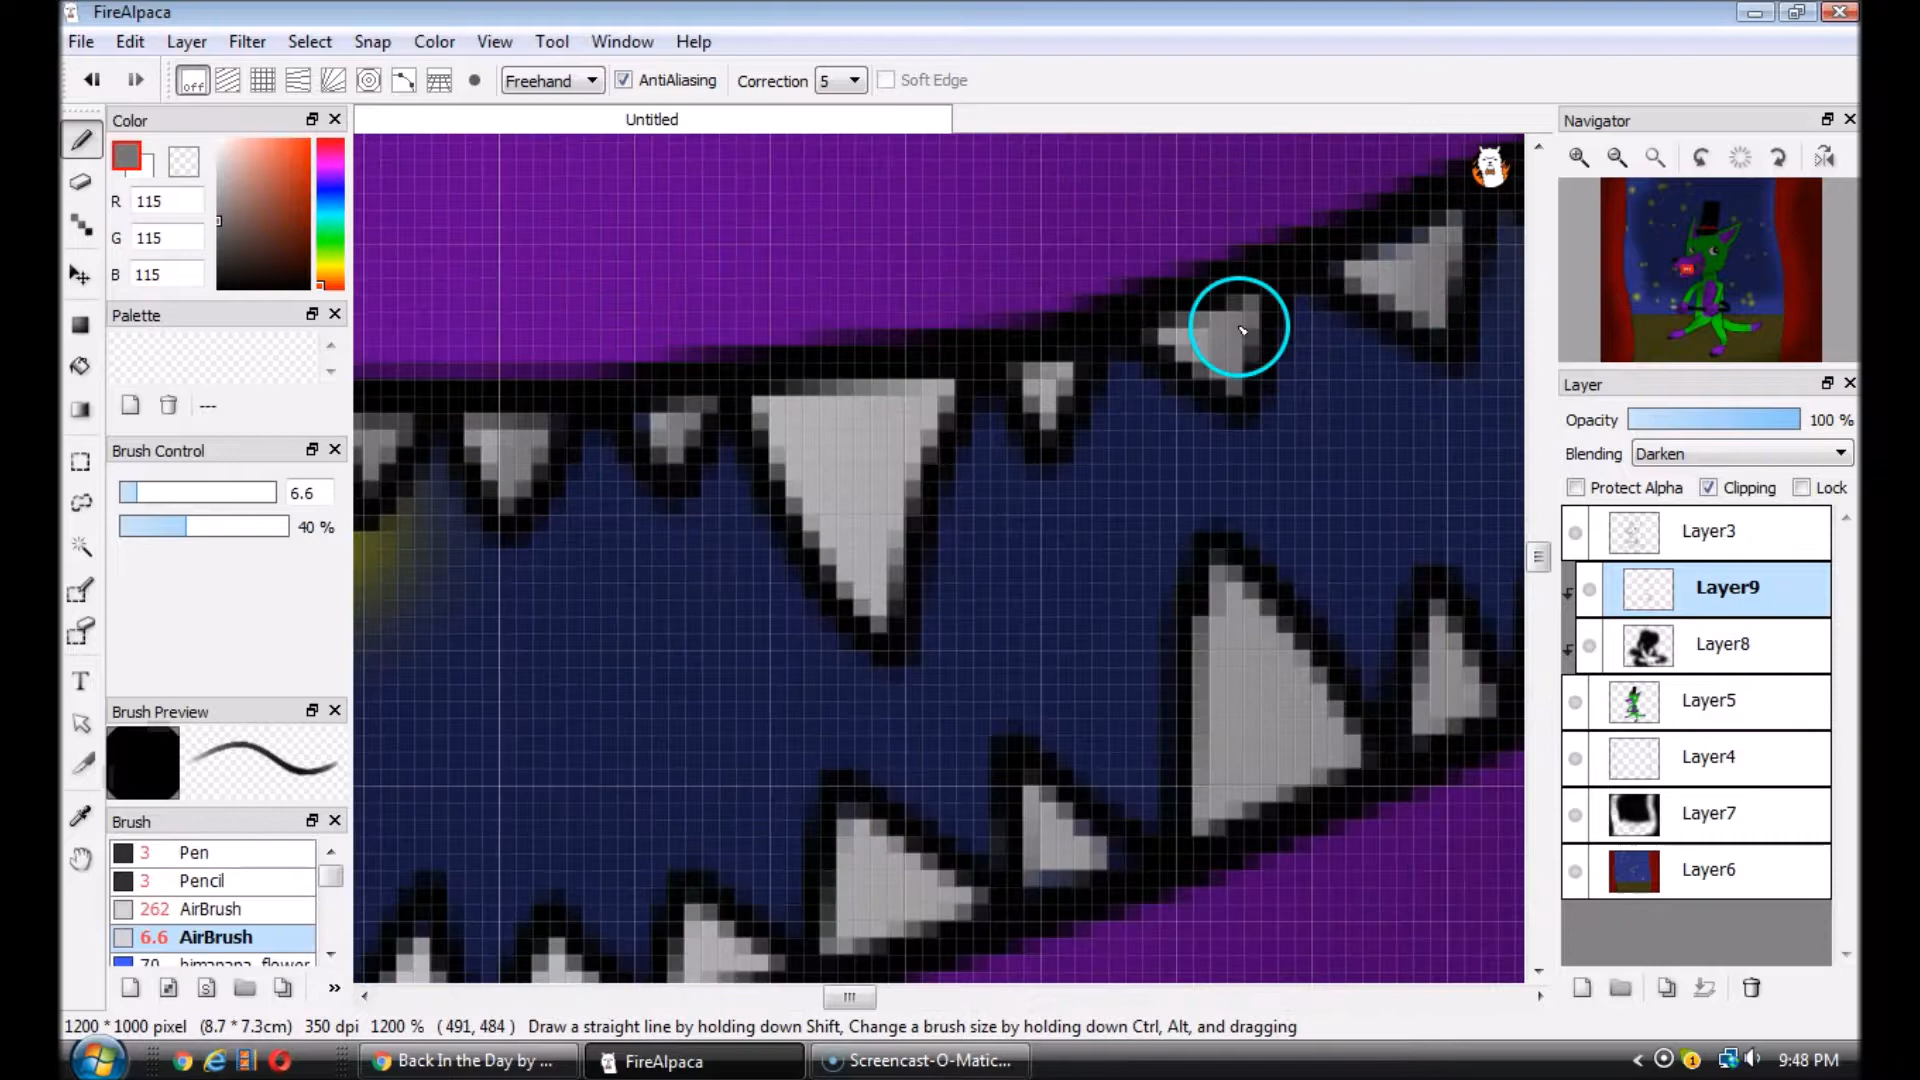 FireAlpaca
File Edit Layer Filter Select Snap Color View Tool Window Help
off Freehand AntiAliasing Correction 5 Soft Edge
Color
Untitled
Navigator
R 115
G 115
B 115
Palette
---
Layer
Opacity 100 %
Blending Darken
Brush Control
Protect Alpha Clipping Lock
6.6
40 %
Layer3
Layer9
Layer8
Layer5
Brush Preview
Layer4
Layer7
Brush
3 Pen
Layer6
3 Pencil
262 AirBrush
6.6 AirBrush
70 himanana flower
1200 * 1000 pixel (8.7 * 7.3cm) 350 dpi 1200 % ( 491, 484 ) Draw a straight line by holding down Shift, Change a brush size by holding down Ctrl, Alt, and dragging
Back In the Day by ... FireAlpaca Screencast-O-Matic... 9:48 PM